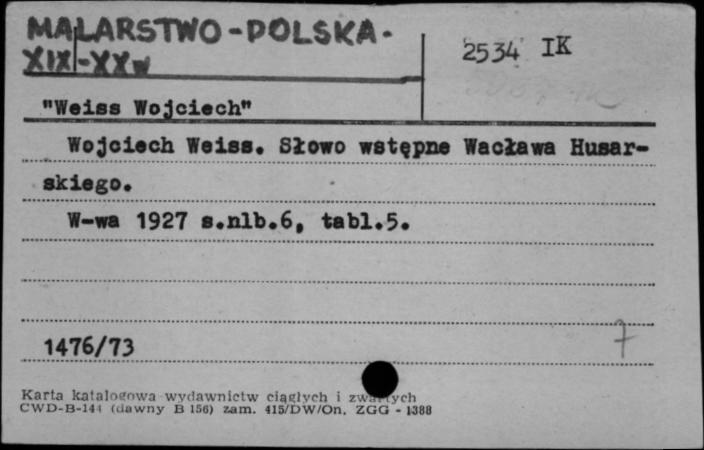 MALARSTWO-POLSKA-
XIX-XXw
2534 IK
"Weiss Wojciech"
Wojciech Weiss. Słowo wstępne Wacława Husar-
skiego.
W-wa 1927 s.nlb.6, tabl.5.
1476/73
7
Karta katalogowa wydawnictw ciągłych i zwartych
CWD-B-144 (dawny B 156) zam. 415/DW/On. ZGG - 1388